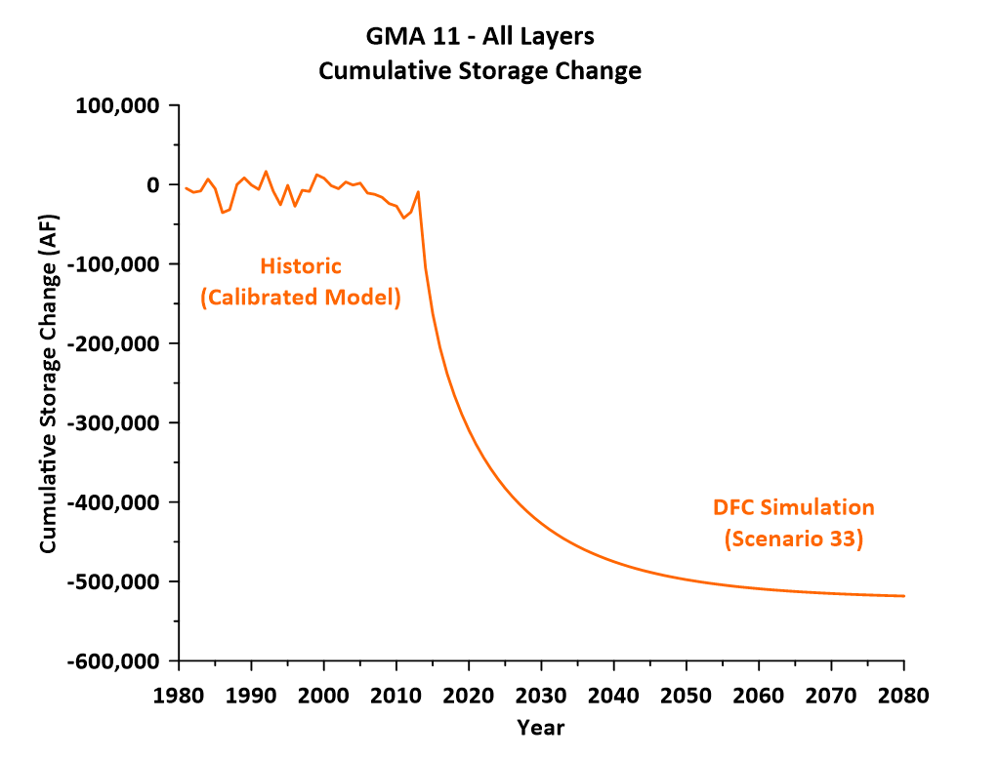 GMA 11 - All Layers
Cumulative Storage Change
100,000
0
-100,000
-200,000
-300,000
-400,000
-500,000
-600,000
Cumulative Storage Change (AF)
Historic
(Calibrated Model)
DFC Simulation
(Scenario 33)
1980 1990 2000 2010 2020 2030 2040 2050 2060 2070 2080
Year